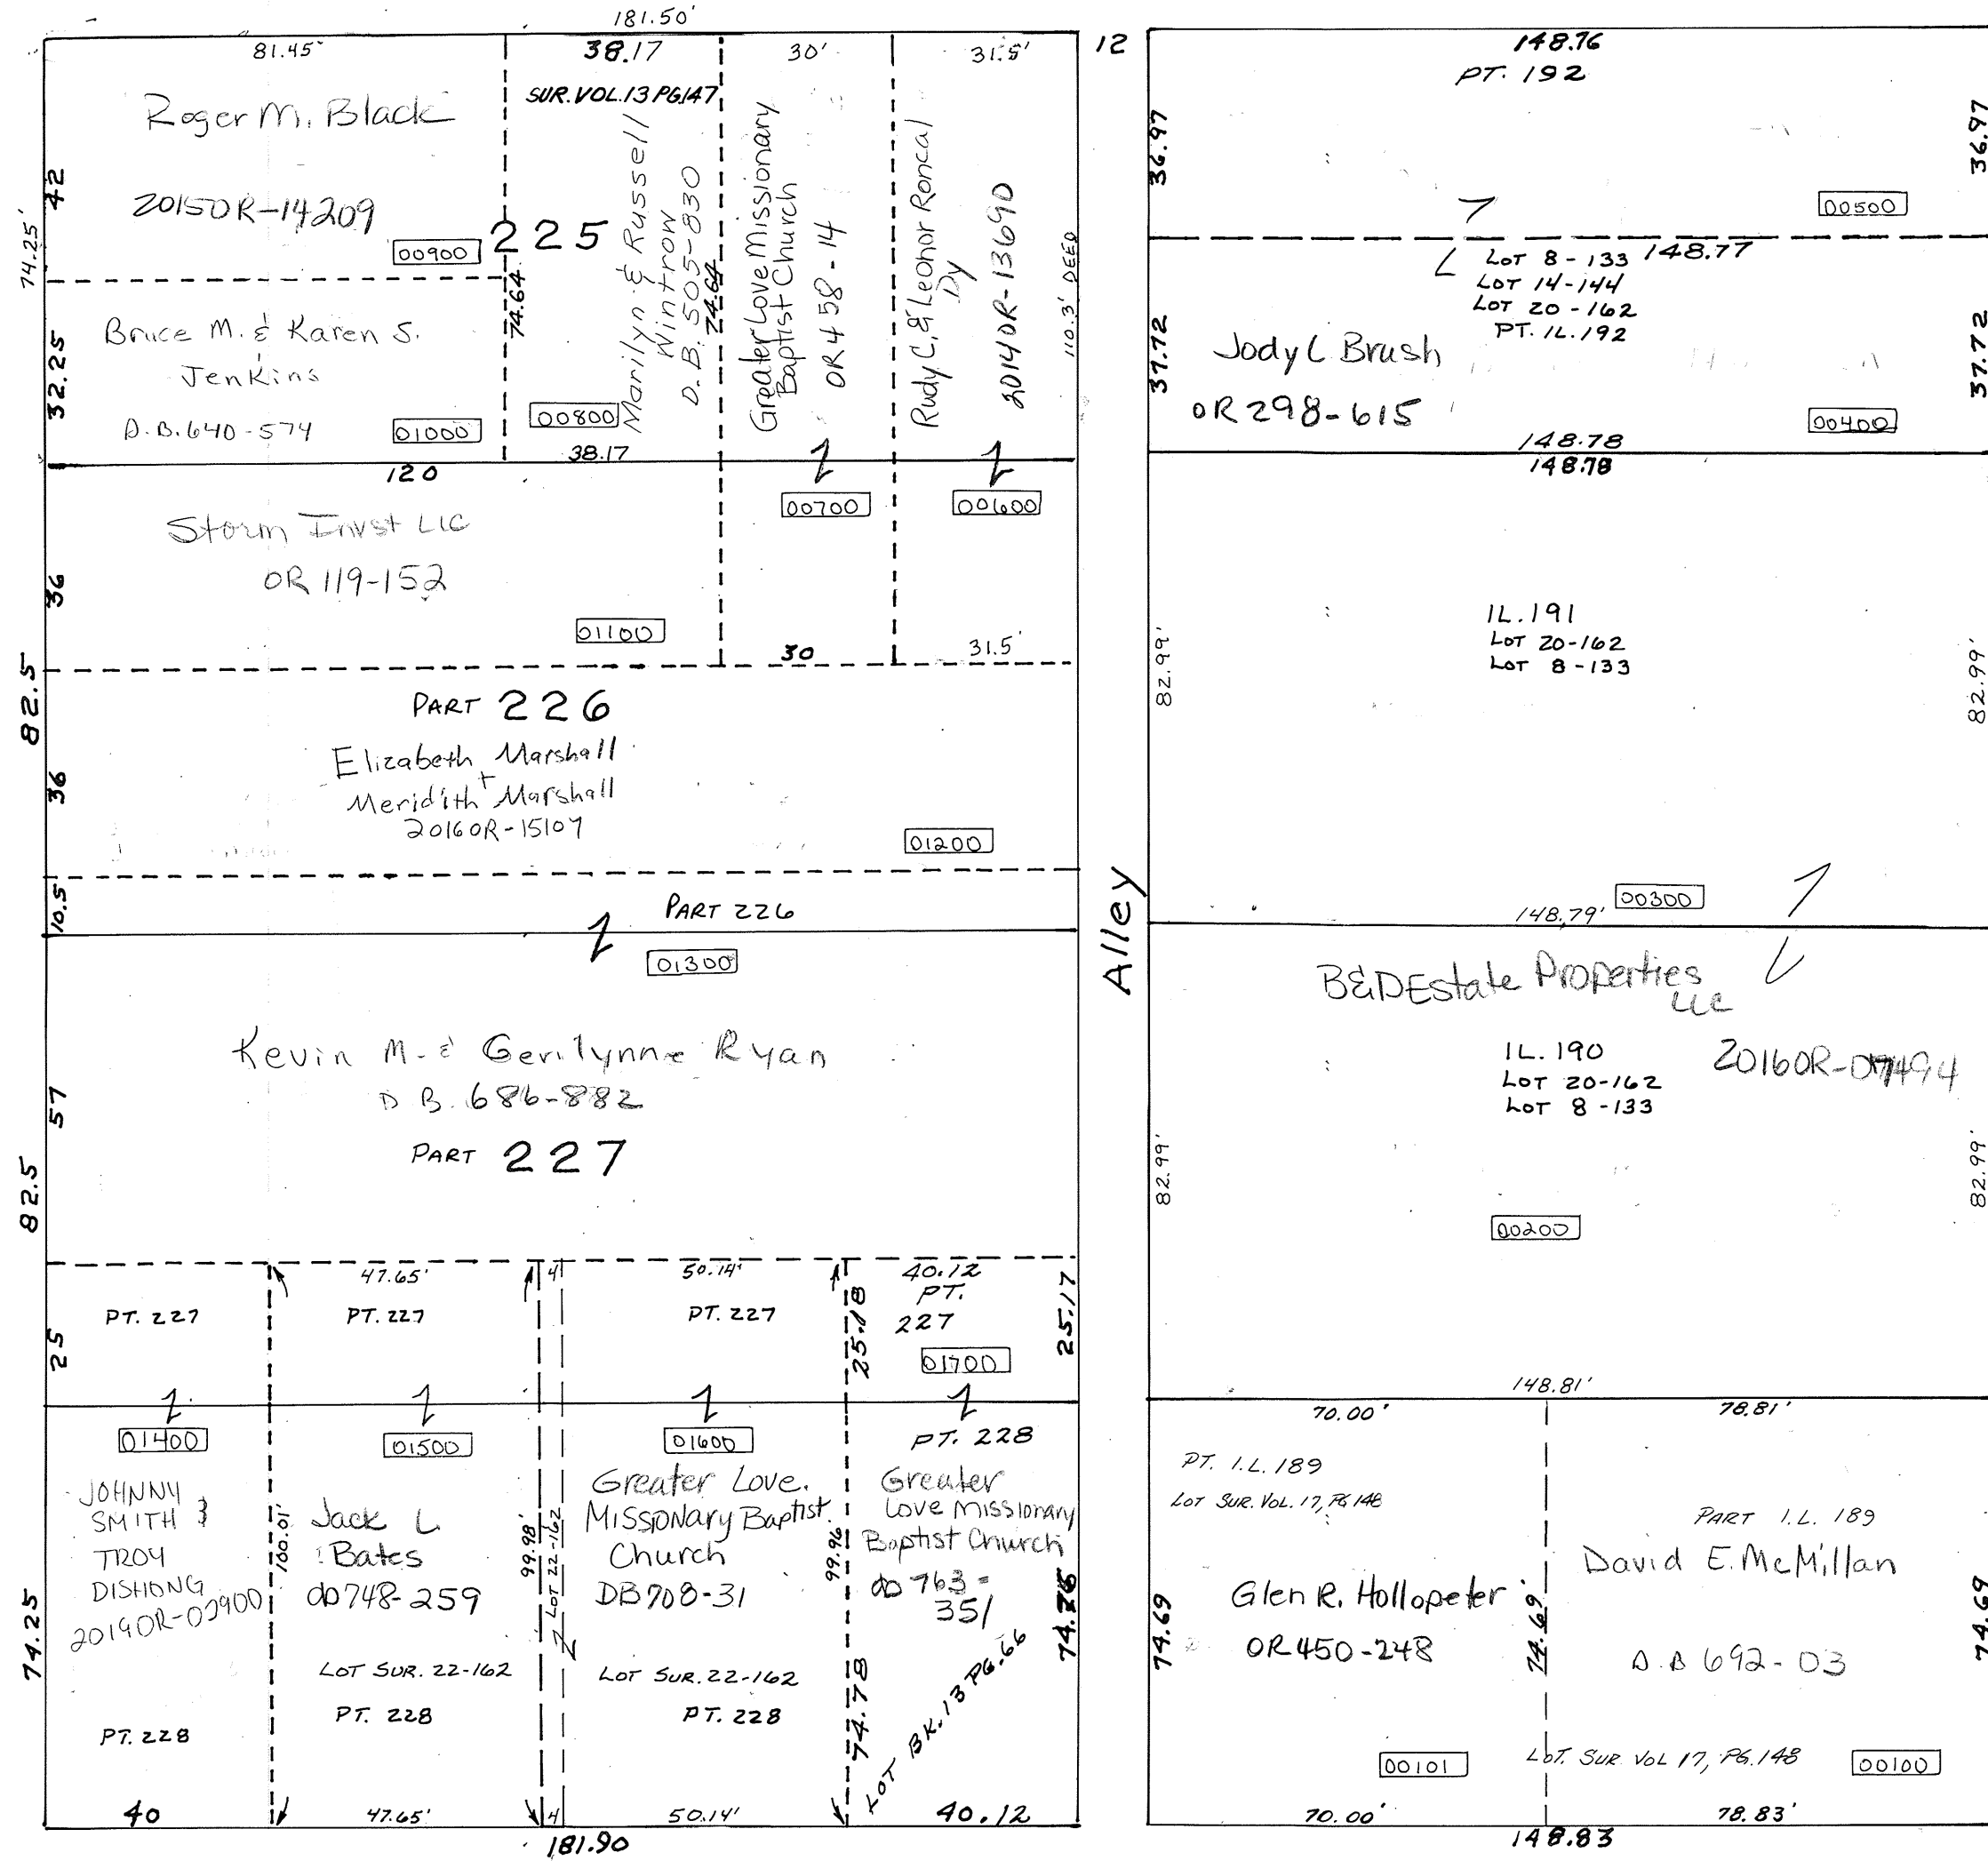 181.50'
81.45'
38.17
30'
31.5'
12
SUR. VOL. 13 PG.147
Roger M. Black
2015OR-14209
00900
42
74.25'
225
Marilyn & Russell
Wintrow
D.B. 505-830
74.64
74.64
00800
38.17
Greater Love Missionary
Baptist Church
OR 458-14
00700
Rudy C. & Leonor Roncal
Dy
2014OR-13690
110.3' DEED
00600
Bruce M. & Karen S.
Jenkins
D.B. 640-574
01000
32.25
120
Storm Invst LLC
OR 119-152
36
01100
30
31.5'
82.5
PART 226
Elizabeth Marshall
+
Meridith Marshall
2016OR-15107
36
01200
10.5
PART 226
01300
Kevin M. & Gerilynne Ryan
D.B. 686-882
PART 227
57
82.5
47.65'
4'
50.14'
40.12
PT. 227
PT. 227
PT. 227
PT.
227
25
25.18
25.17
01700
01400
01500
01600
PT. 228
JOHNNY
SMITH &
TROY
DISHONG
2019OR-02900
100.01'
Jack L
Bates
db 748-259
99.98'
LOT 22-162
Greater Love
Missionary Baptist
Church
DB 708-31
99.96
Greater
Love Missionary
Baptist Church
db 763-
351
74.25
LOT SUR. 22-162
LOT SUR. 22-162
PT. 228
PT. 228
PT. 228
74.78
LOT BK. 13 PG. 66
40
47.65'
4'
50.14'
40.12
181.90
Alley
148.76
PT. 192
36.97
36.97
00500
148.77
LOT 8-133
LOT 14-144
LOT 20-162
PT. IL.192
Jody L Brush
OR 298-615
37.72
37.72
00400
148.78
148.78
IL. 191
LOT 20-162
LOT 8-133
82.99'
82.99'
00300
148.79'
B&D Estate Properties
LLC
IL. 190
LOT 20-162
LOT 8-133
2016OR-07494
82.99'
82.99'
00200
148.81'
70.00'
78.81'
PT. I.L. 189
LOT SUR. VOL. 17, PG 148
PART I.L. 189
David E. McMillan
Glen R. Hollopeter
OR 450-248
D.B 692-03
74.69
74.69'
74.69
00101
LOT. SUR VOL 17, PG. 148
00100
70.00'
78.83'
148.83